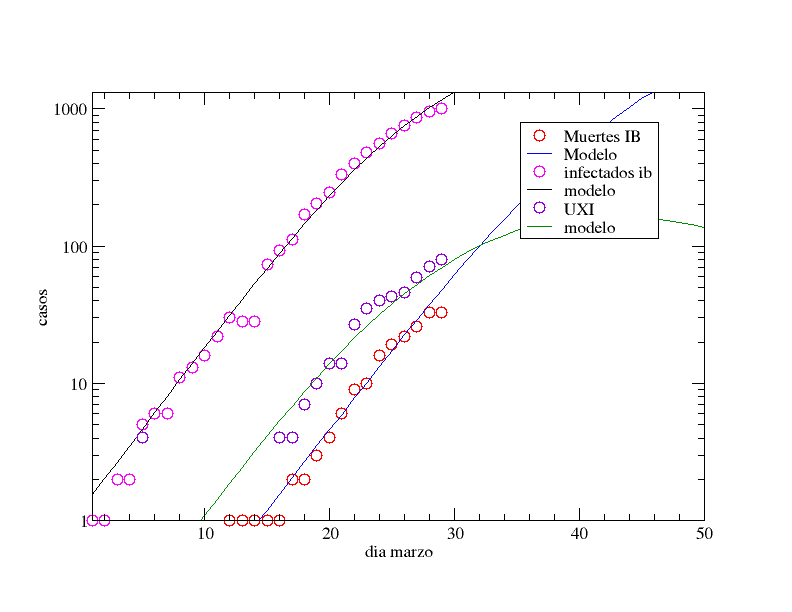 1000
100
10
1
casos
10
20
30
40
50
dia marzo
Muertes IB
Modelo
infectados ib
modelo
UXI
modelo